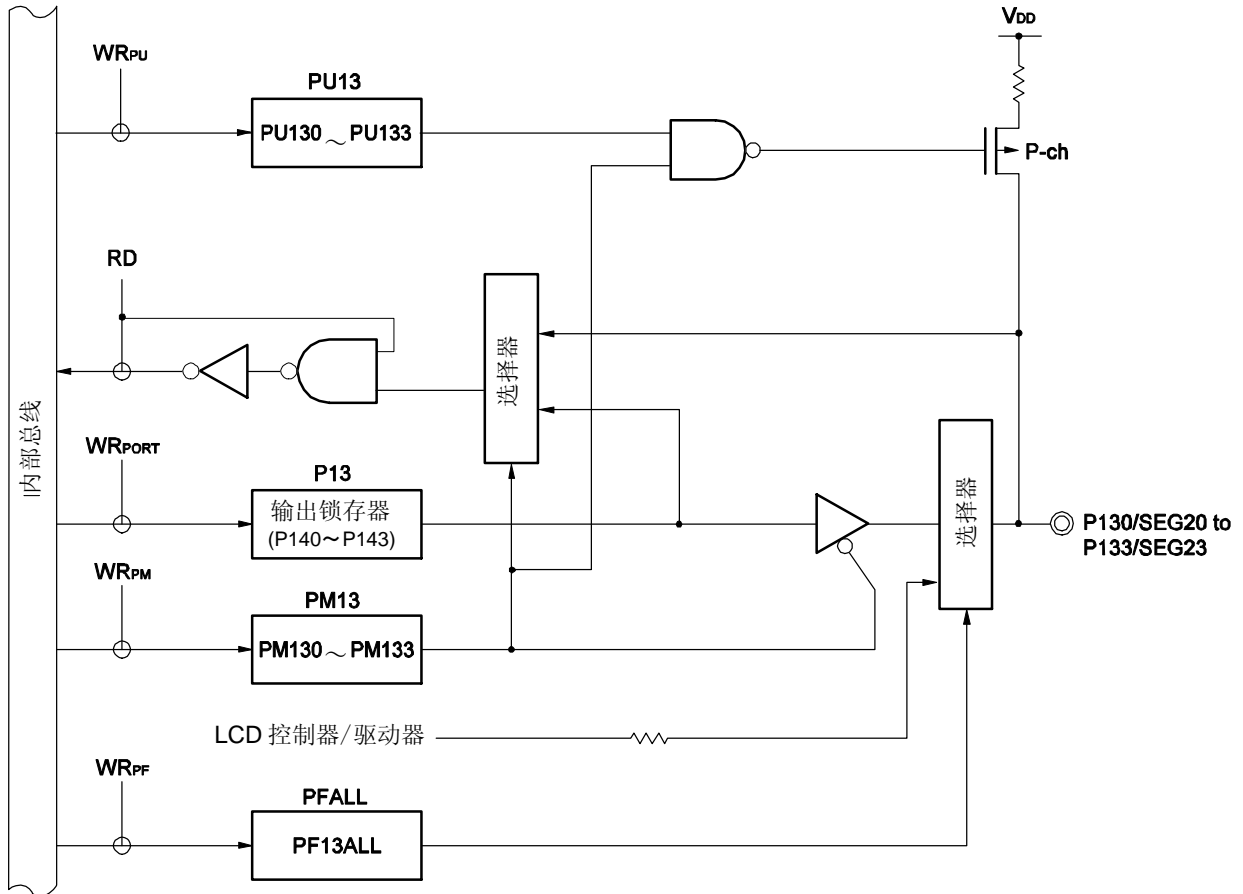 VDD
WRPU
PU13
PU130～PU133
P-ch
RD
选择器
内部总线
WRPORT
P13
输出锁存器
(P140～P143)
选择器
P130/SEG20 to
P133/SEG23
WRPM
PM13
PM130～PM133
LCD 控制器/驱动器
WRPF
PFALL
PF13ALL